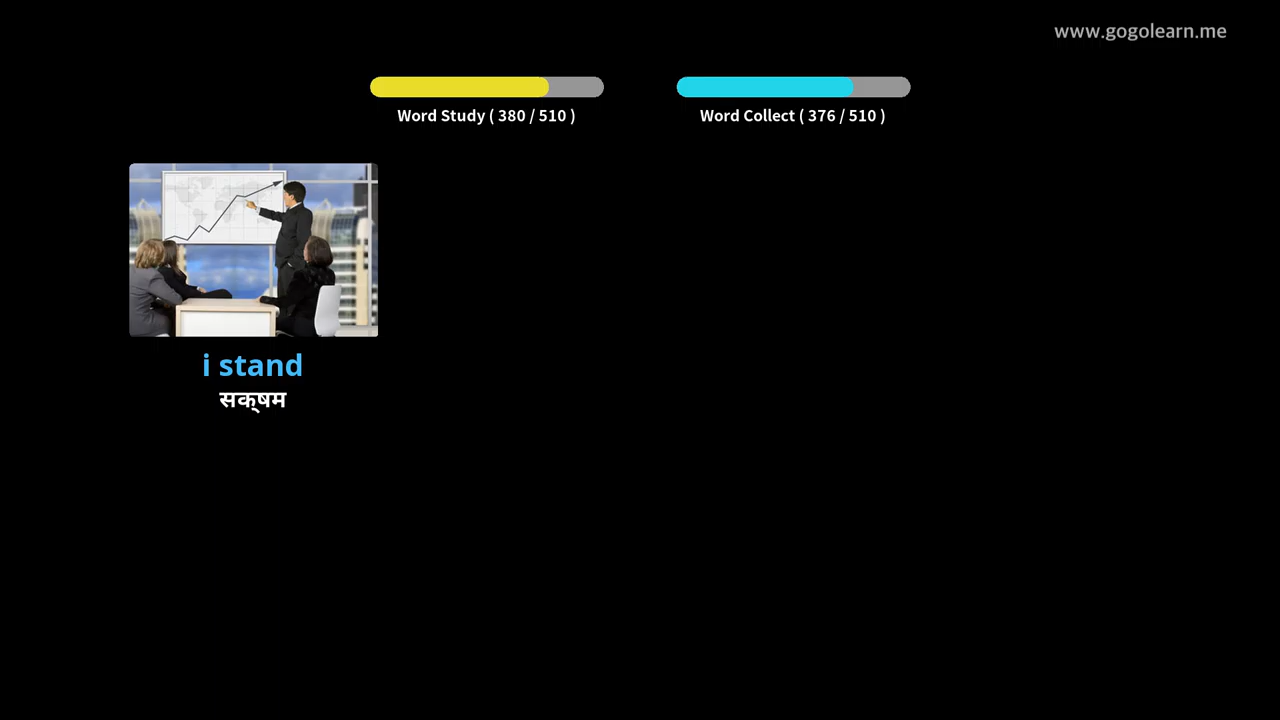 www.gogolearn.me
Word Study ( 380 / 510 )
Word Collect ( 376 / 510 )
i stand
सक्षम